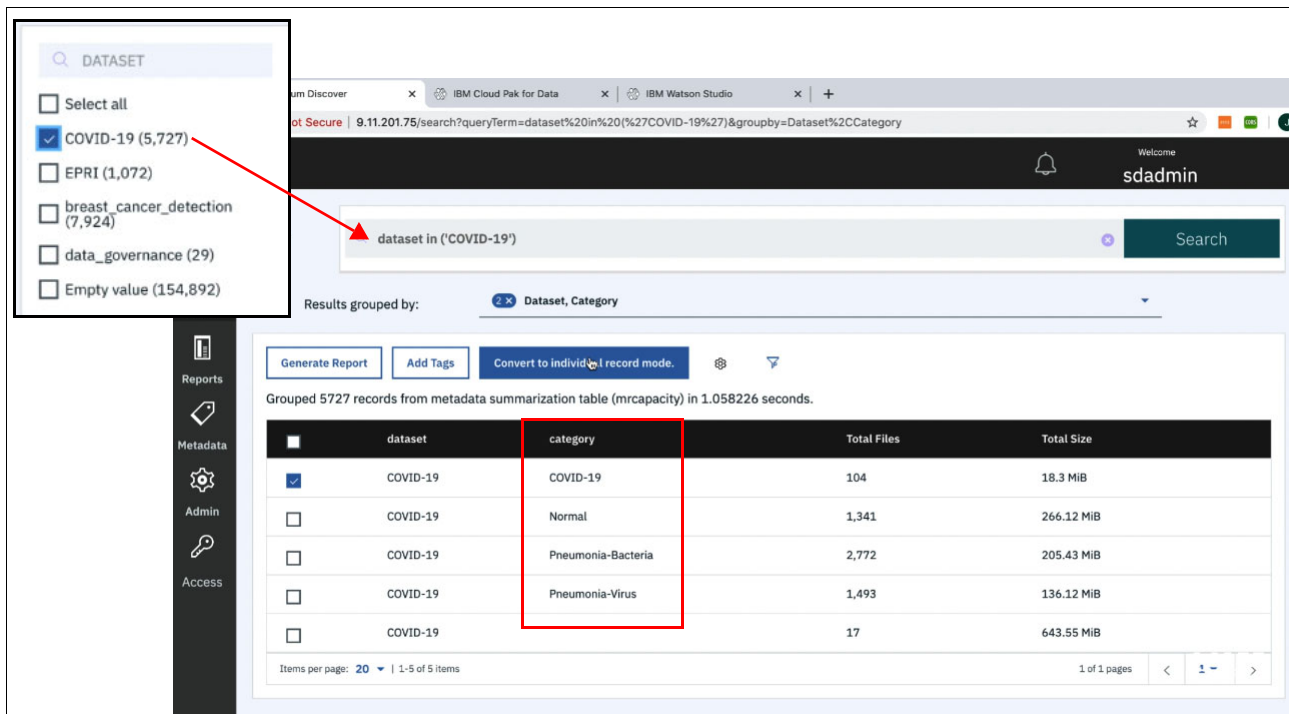 DATASET
Select all
COVID-19 (5,727)
EPRI (1,072)
breast_cancer_detection
(7,924)
data_governance (29)
Empty value (154,892)
um Discover
IBM Cloud Pak for Data
IBM Watson Studio
ot Secure | 9.11.201.75/search?queryTerm=dataset%20in%20(%27COVID-19%27)&groupby=Dataset%2CCategory
Welcome
sdadmin
dataset in ('COVID-19')
Search
Results grouped by:
2 × Dataset, Category
Reports
Metadata
Admin
Access
Generate Report
Add Tags
Convert to individual record mode.
Grouped 5727 records from metadata summarization table (mrcapacity) in 1.058226 seconds.
dataset category Total Files Total Size
COVID-19 COVID-19 104 18.3 MiB
COVID-19 Normal 1,341 266.12 MiB
COVID-19 Pneumonia-Bacteria 2,772 205.43 MiB
COVID-19 Pneumonia-Virus 1,493 136.12 MiB
COVID-19 17 643.55 MiB
Items per page: 20 | 1-5 of 5 items
1 of 1 pages < 1 >